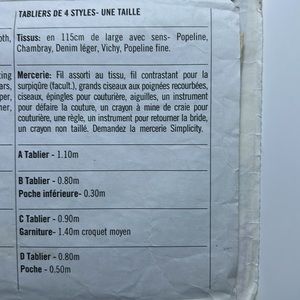 TABLIERS DE 4 STYLES- UNE TAILLE
Tissus: en 115cm de large avec sens- Popeline,
Chambray, Denim léger, Vichy, Popeline fine.
Mercerie: Fil assorti au tissu, fil contrastant pour la
surpiqûre (facult.), grands ciseaux aux poignées recourbées,
ciseaux, épingles pour couturière, aiguilles, un instrument
pour défaire la couture, un crayon à mine de craie pour
couturière, une règle, un instrument pour retourner la bride,
un crayon non taillé. Demandez la mercerie Simplicity.
A Tablier - 1.10m
B Tablier - 0.80m
Poche inférieure- 0.30m
C Tablier - 0.90m
Garniture- 1.40m croquet moyen
D Tablier - 0.80m
Poche - 0.50m